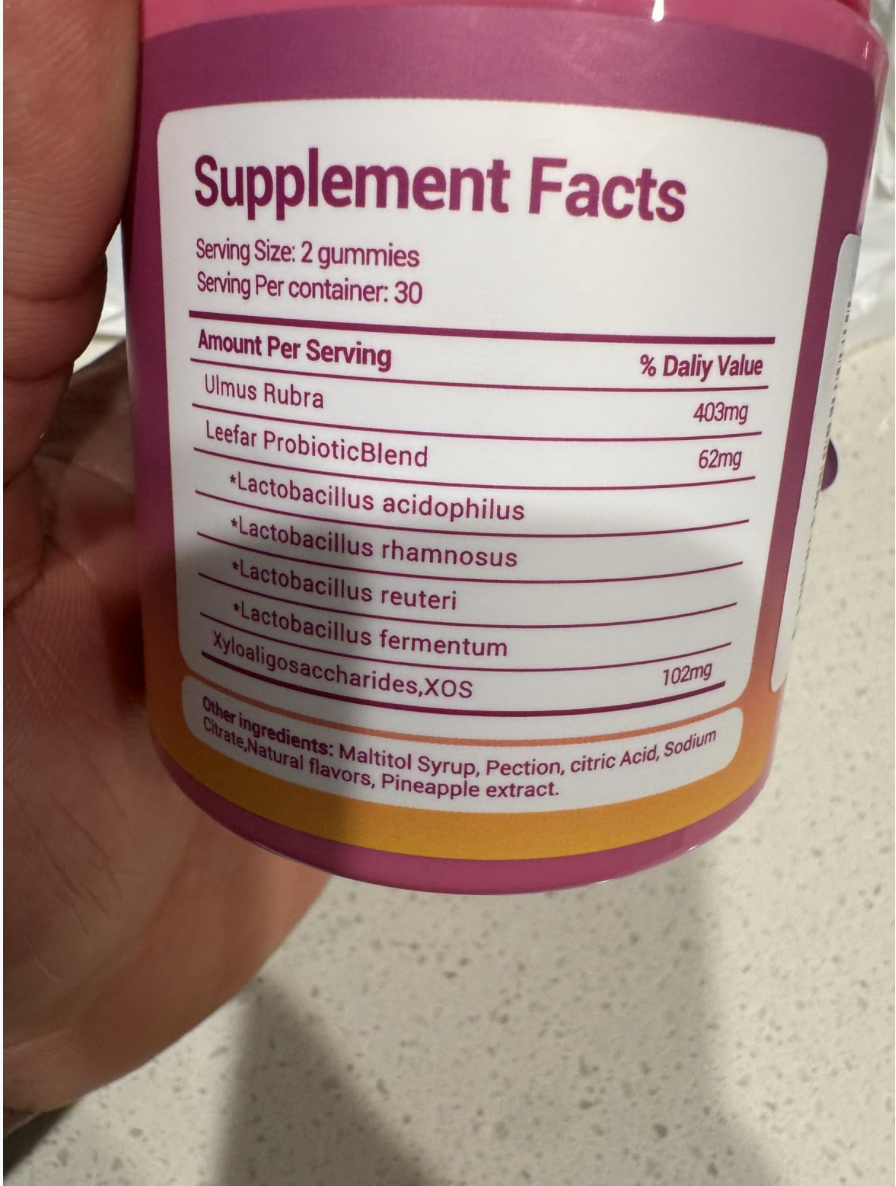 Supplement Facts
Serving Size: 2 gummies
Serving Per container: 30
Amount Per Serving % Daliy Value
Ulmus Rubra 403mg
Leefar ProbioticBlend 62mg
*Lactobacillus acidophilus
*Lactobacillus rhamnosus
*Lactobacillus reuteri
*Lactobacillus fermentum
Xyloaligosaccharides,XOS 102mg
Other ingredients: Maltitol Syrup, Pection, citric Acid, Sodium
Citrate,Natural flavors, Pineapple extract.